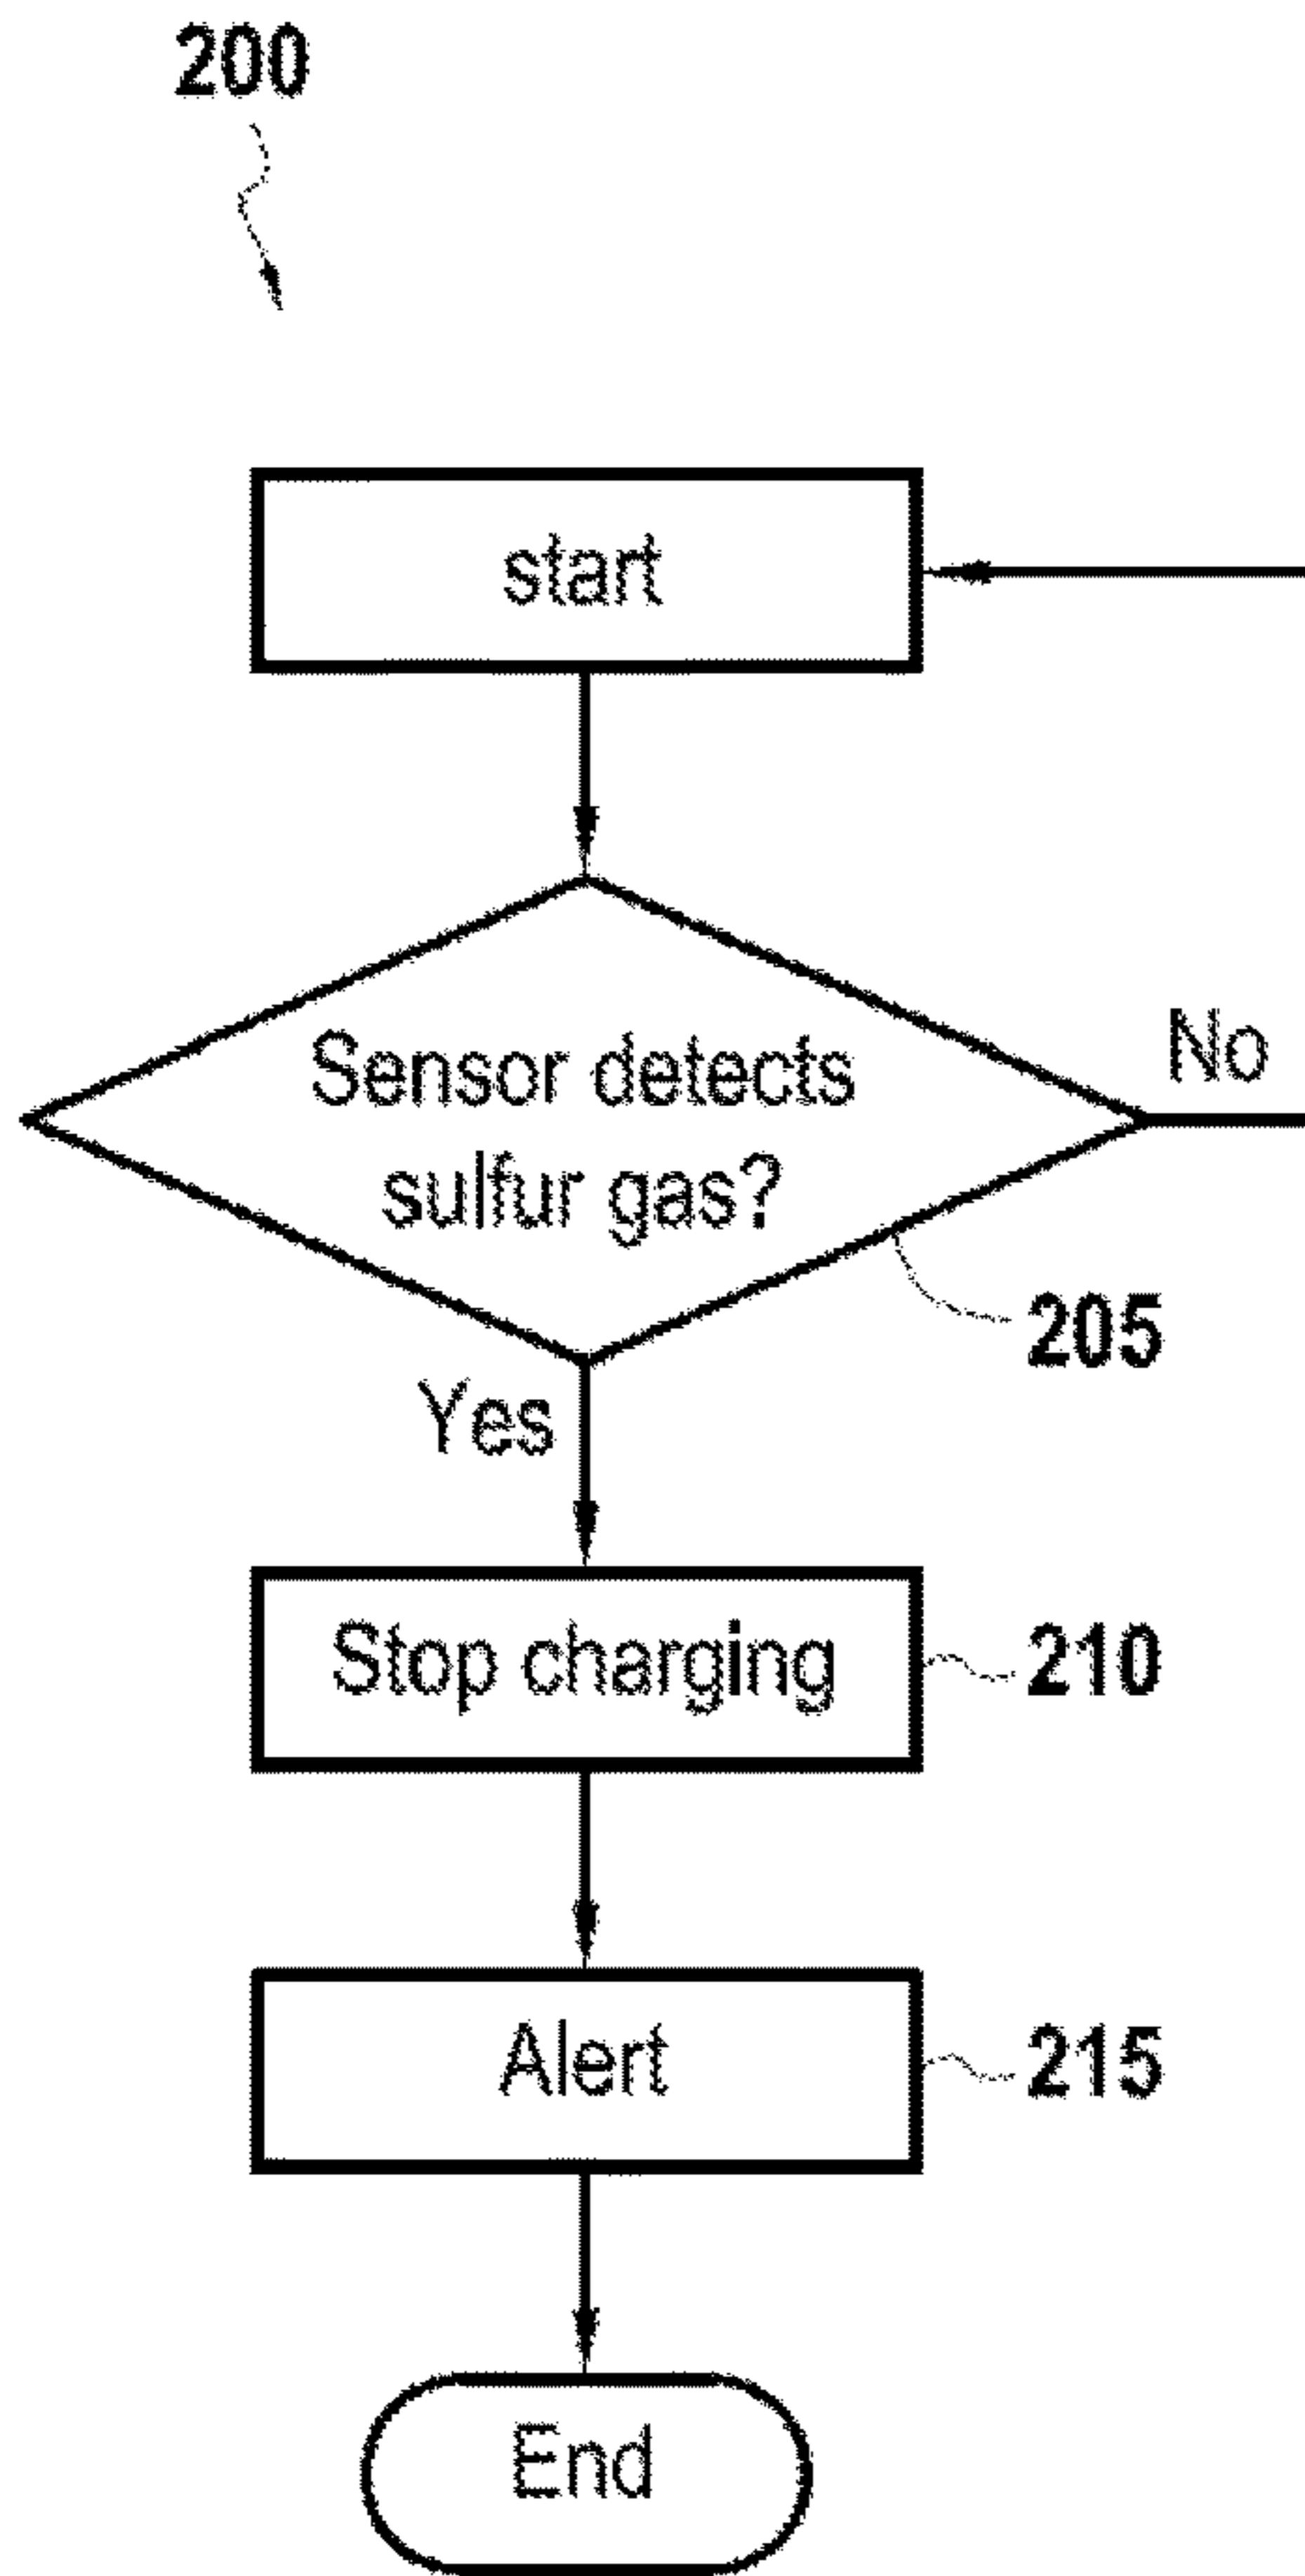 200
start
Sensor detects
sulfur gas?
No
205
Yes
Stop charging
210
Alert
215
End